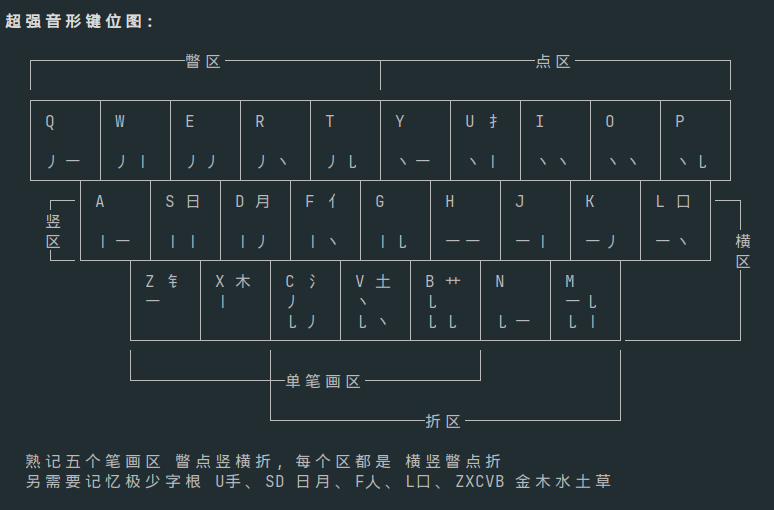 超强音形键位图:
瞥区 点区
Q W E R T Y U 扌 I O P
丿一 丿丨 丿丿 丿丶 丿乚 丶一 丶丨 丶丶 丶丶 丶乚
A S 日 D 月 F 亻 G H J K L 口
竖区 丨一 丨丨 丨丿 丨丶 丨乚 一一 一丨 一丿 一丶 横区
Z 钅 X 木 C 氵 V 土 B 艹 N M
一 丨 丿 丶 乚 一乚
乚丿 乚丶 乚乚 乚一 乚丨
单笔画区
折区
熟记五个笔画区 瞥点竖横折, 每个区都是 横竖瞥点折
另需要记忆极少字根 U手、SD 日月、F人、L口、ZXCVB 金木水土草